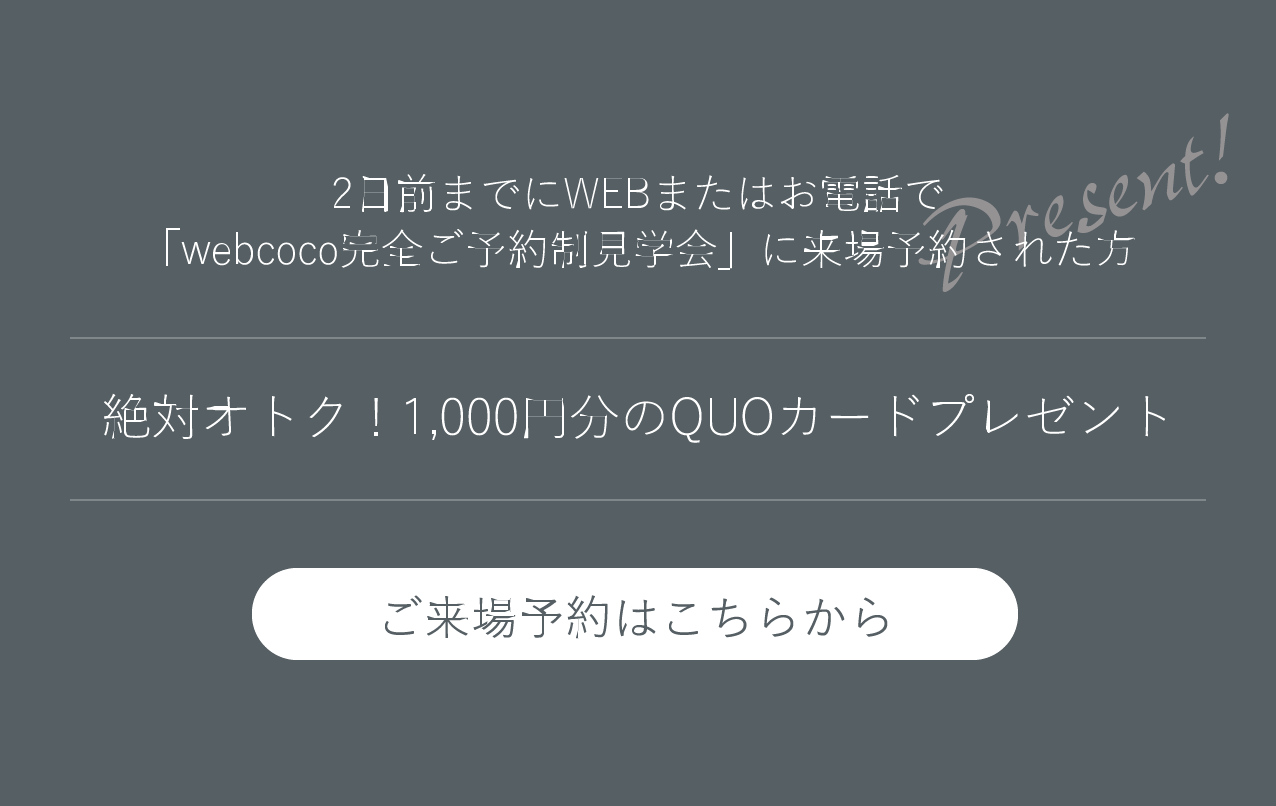 Present!
2日前までにWEBまたはお電話で
「webcoco完全ご予約制見学会」に来場予約された方
絶対オトク！1,000円分のQUOカードプレゼント
ご来場予約はこちらから